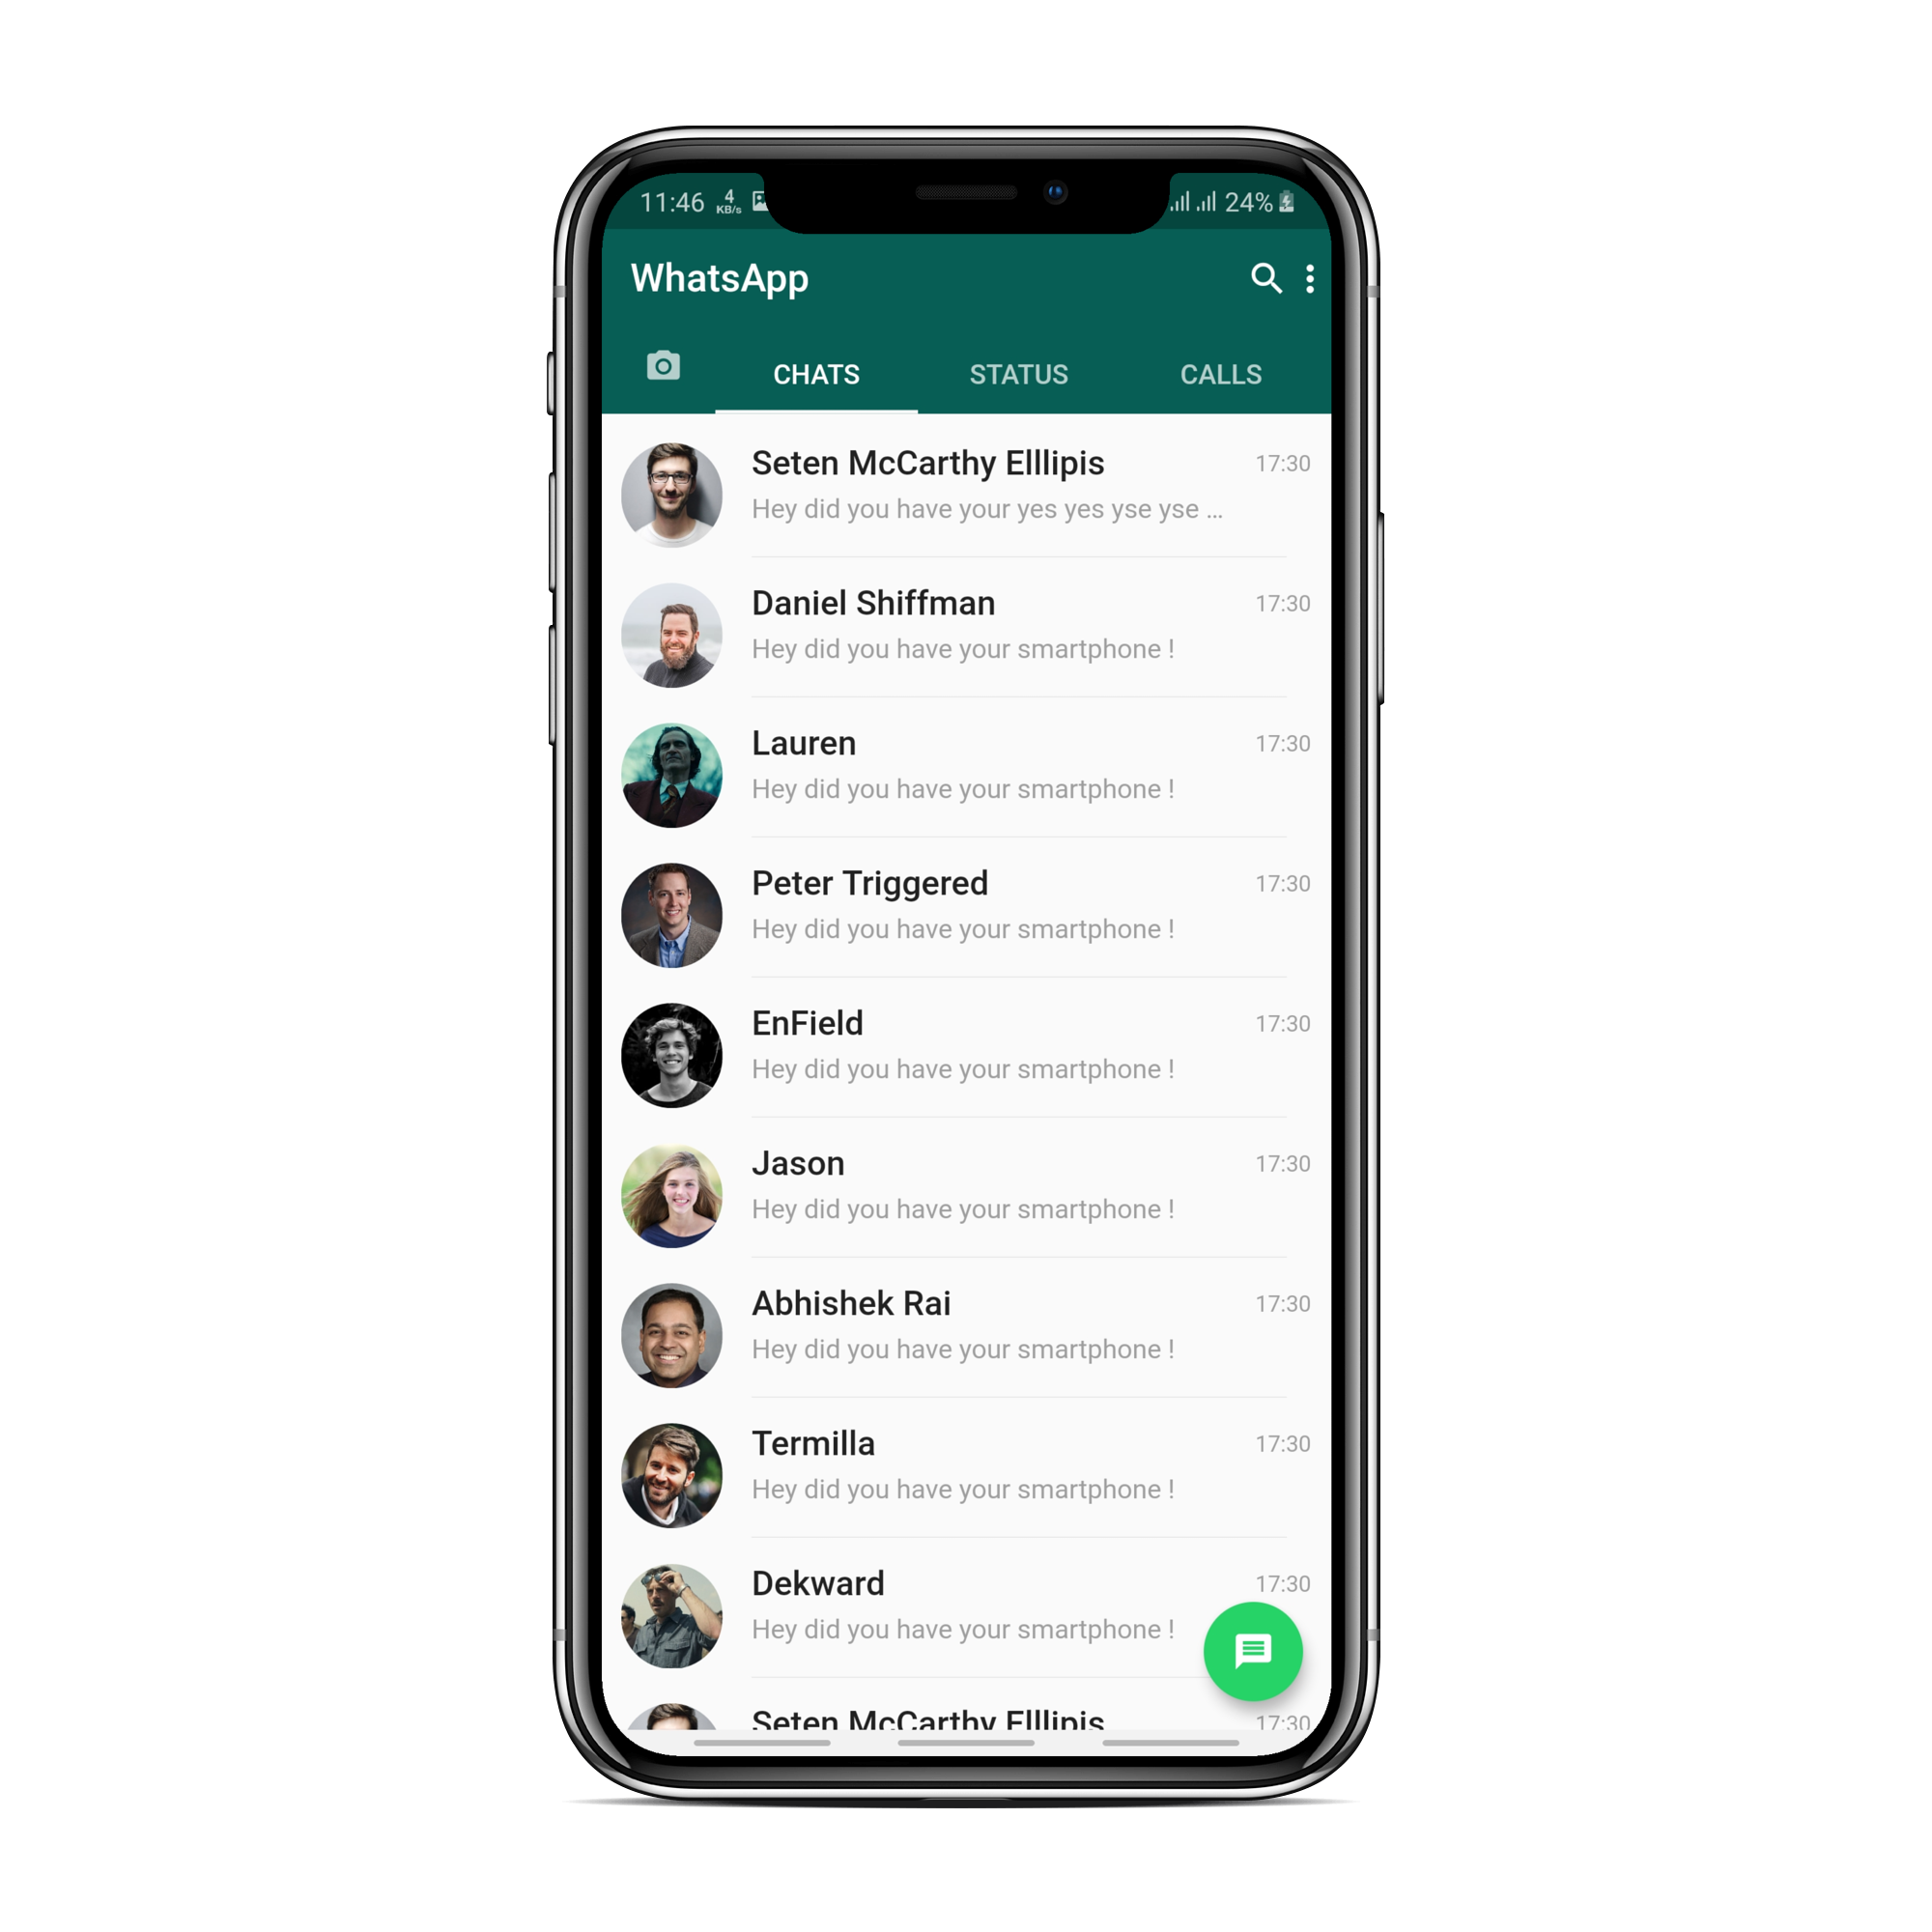 11:46 4 KB/s 24%
WhatsApp
CHATS STATUS CALLS
Seten McCarthy Elllipis 17:30
Hey did you have your yes yes yse yse ...
Daniel Shiffman 17:30
Hey did you have your smartphone !
Lauren 17:30
Hey did you have your smartphone !
Peter Triggered 17:30
Hey did you have your smartphone !
EnField 17:30
Hey did you have your smartphone !
Jason 17:30
Hey did you have your smartphone !
Abhishek Rai 17:30
Hey did you have your smartphone !
Termilla 17:30
Hey did you have your smartphone !
Dekward 17:30
Hey did you have your smartphone !
Seten McCarthy Elllipis 17:30